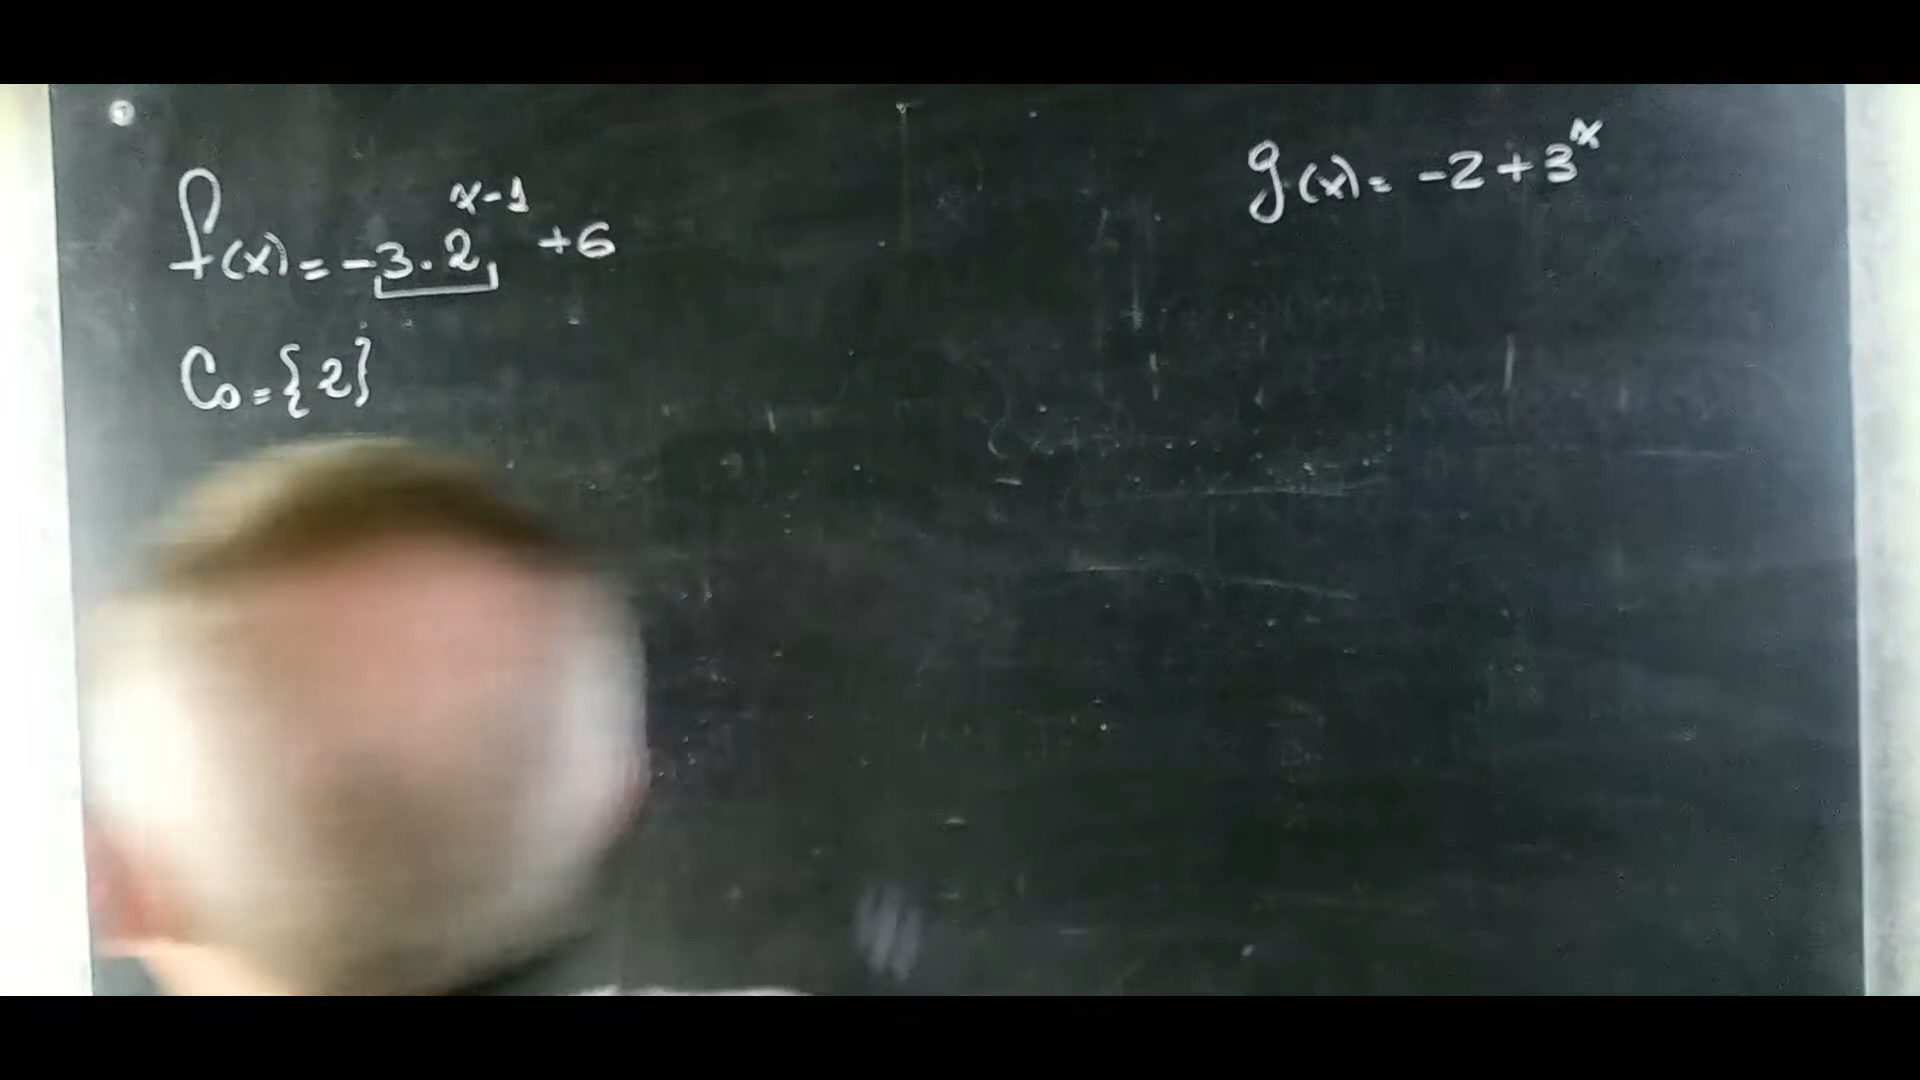 f(x) = -3.2^{x-1} +6
C₀ = {2}
g(x) = -2+3^x